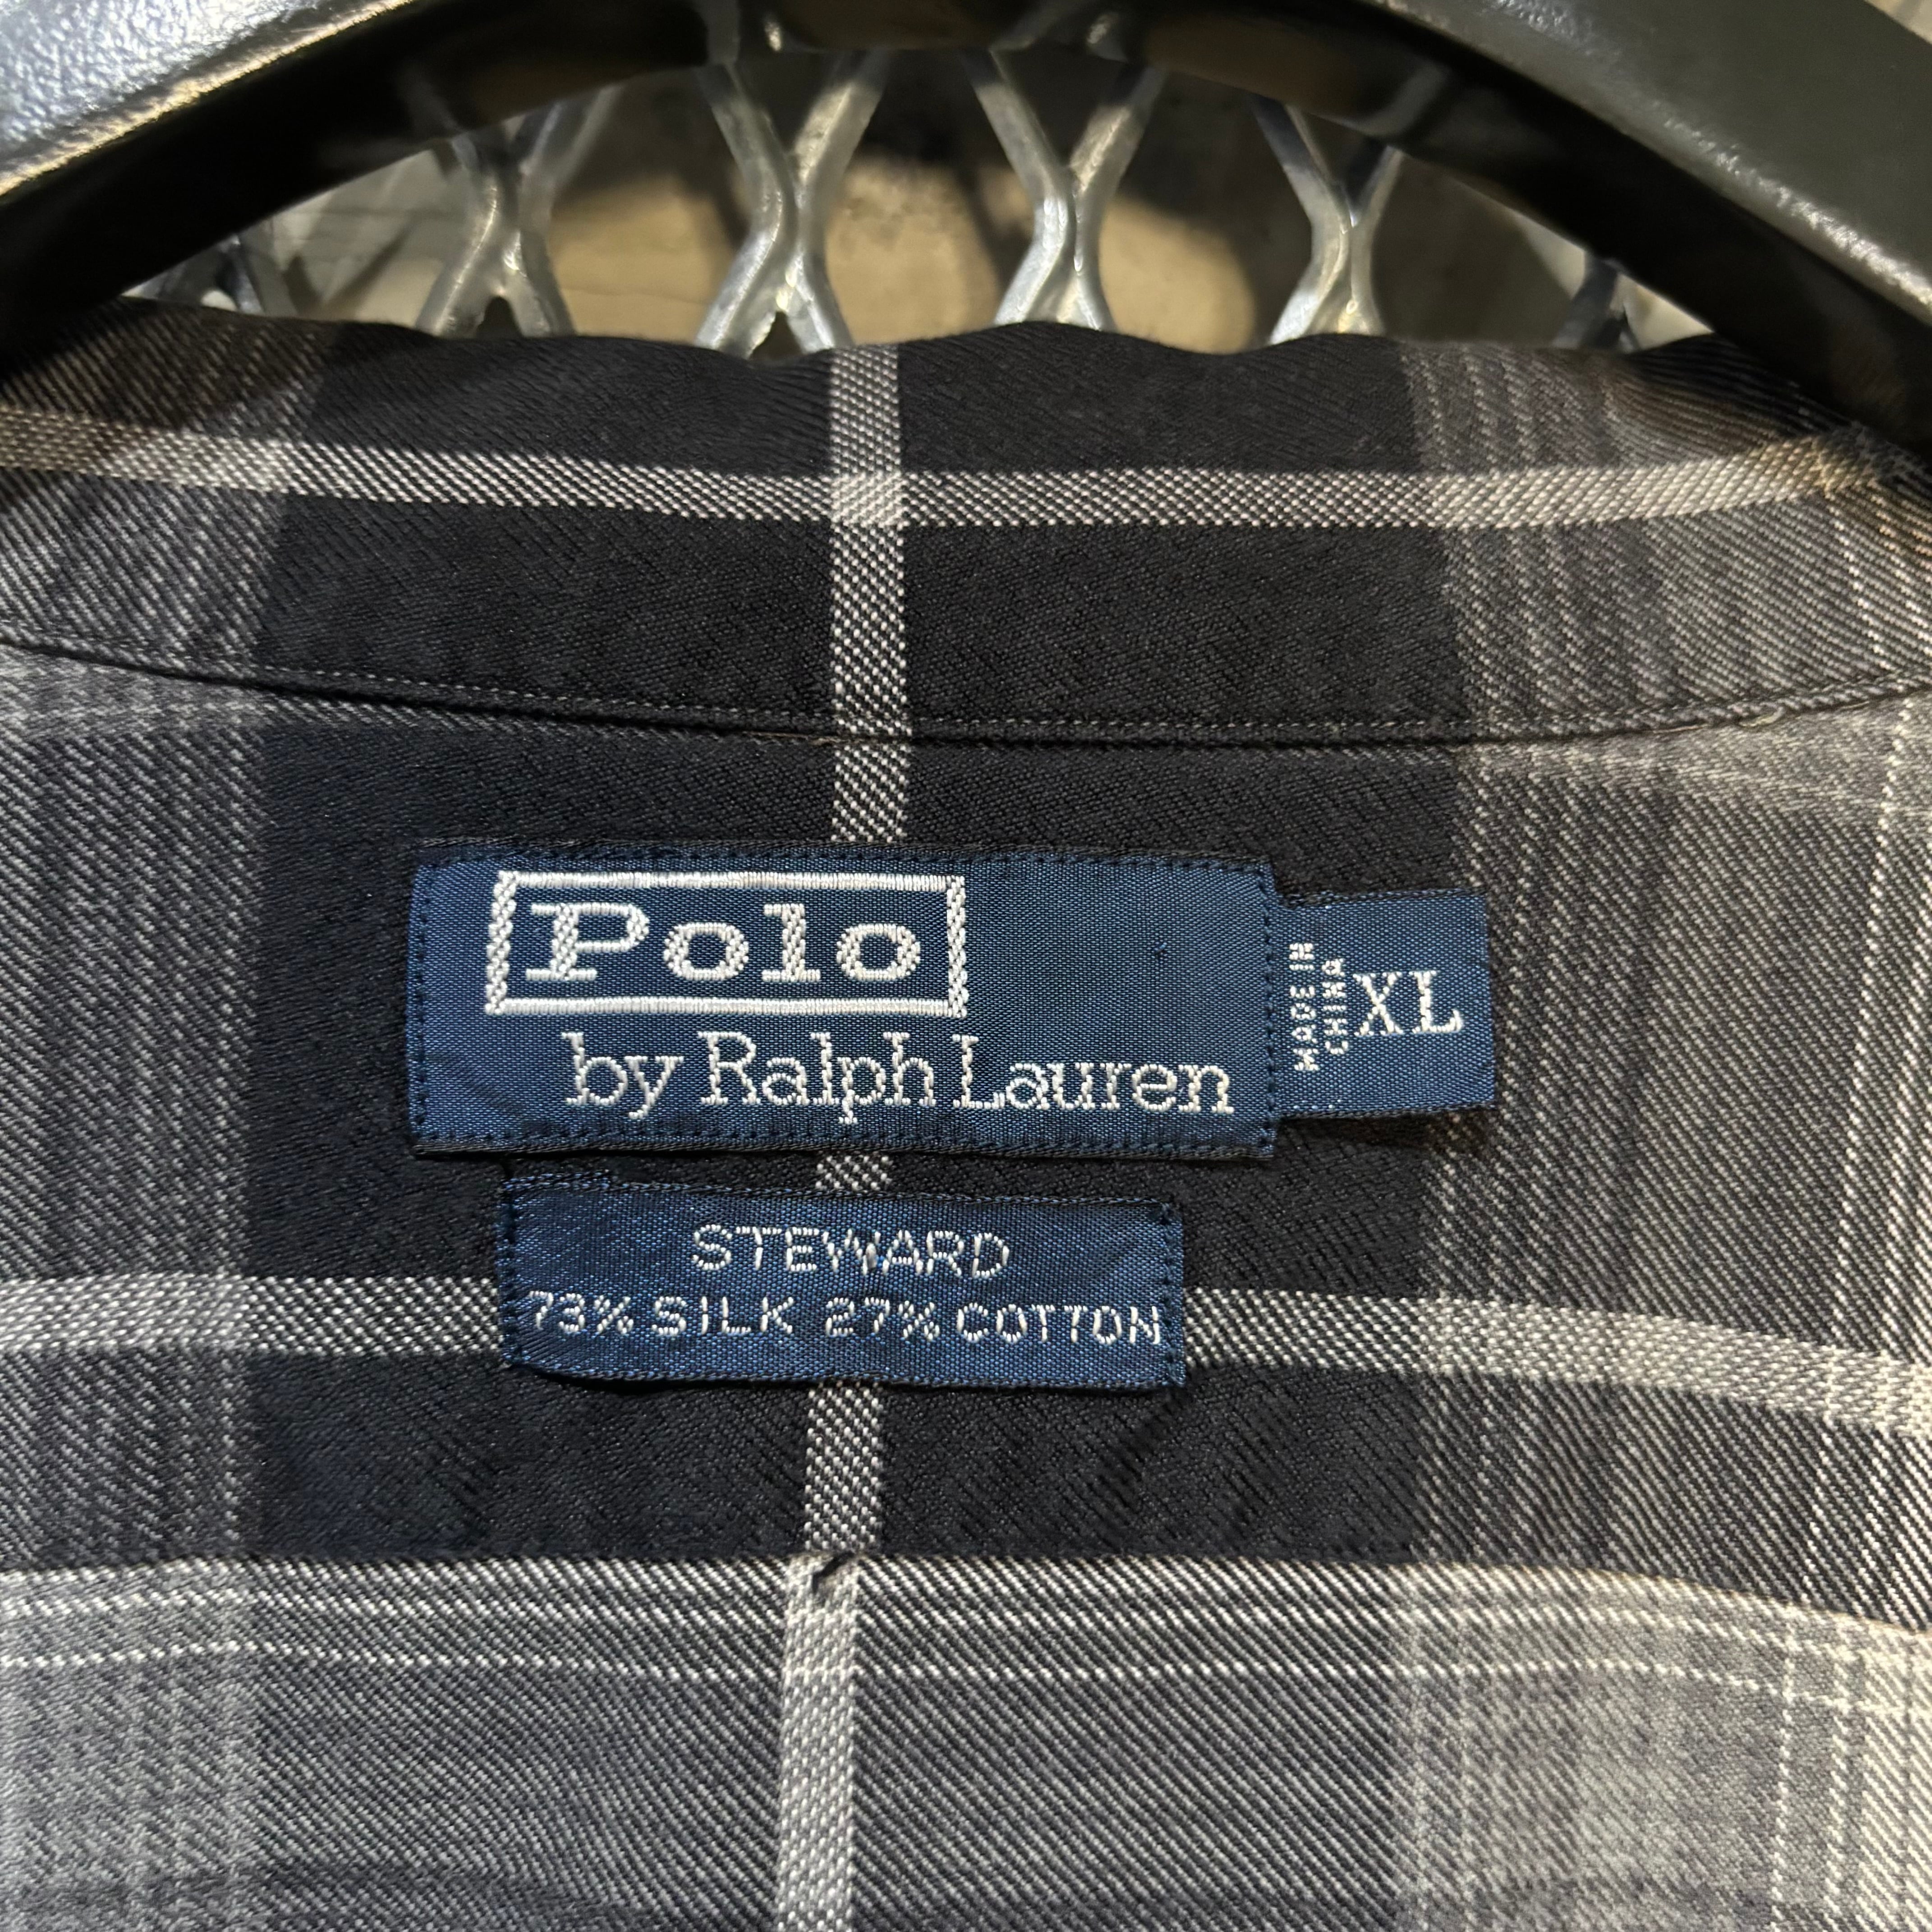 Polo
by Ralph Lauren
MADE IN
CHINA
XL
STEWARD
73% SILK 27% COTTON